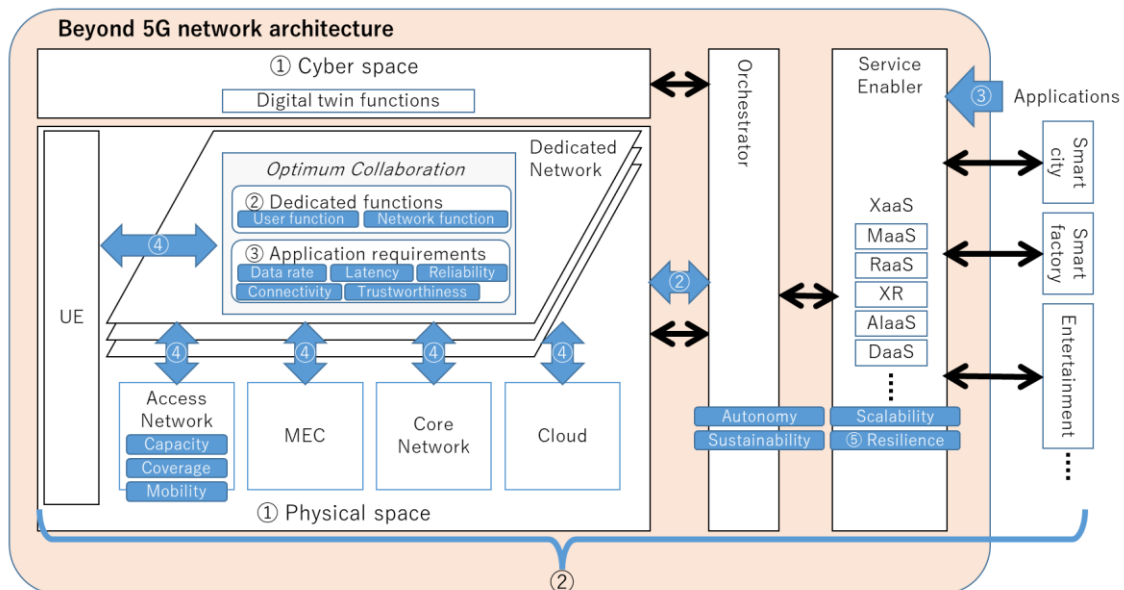 Beyond 5G network architecture
① Cyber space
Digital twin functions
Orchestrator
Service
Enabler
③
Applications
Dedicated
Network
Optimum Collaboration
② Dedicated functions
User function
Network function
③ Application requirements
Data rate
Latency
Reliability
Connectivity
Trustworthiness
④
UE
②
XaaS
MaaS
RaaS
XR
AIaaS
DaaS
Smart
city
Smart
factory
Entertainment
④
④
④
④
Access
Network
Capacity
Coverage
Mobility
MEC
Core
Network
Cloud
Autonomy
Scalability
Sustainability
⑤ Resilience
① Physical space
②